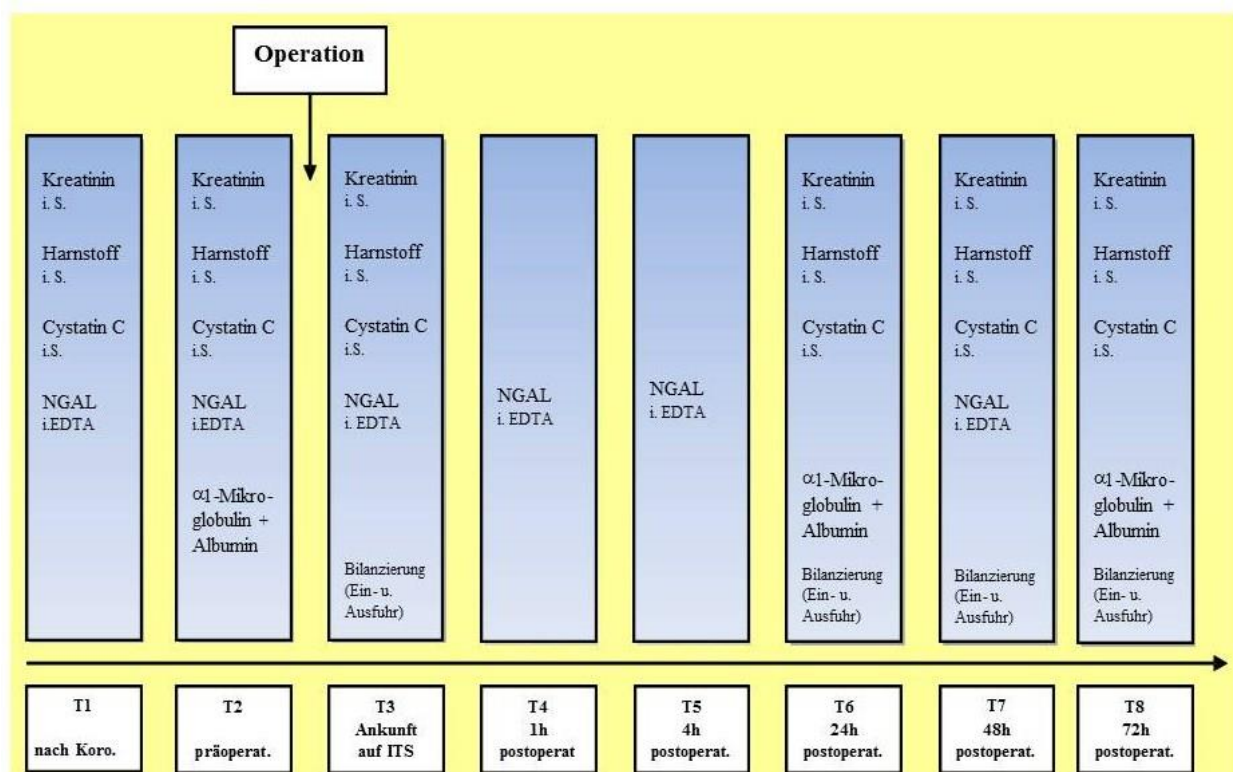 Operation
Kreatinin
i. S.
Harnstoff
i. S.
Cystatin C
i.S.
NGAL
i.EDTA
Kreatinin
i. S.
Harnstoff
i. S.
Cystatin C
i.S.
NGAL
i.EDTA
α1-Mikro-
globulin +
Albumin
Kreatinin
i. S.
Harnstoff
i. S.
Cystatin C
i.S.
NGAL
i. EDTA
Bilanzierung
(Ein- u.
Ausfuhr)
NGAL
i. EDTA
NGAL
i. EDTA
Kreatinin
i. S.
Harnstoff
i. S.
Cystatin C
i.S.
α1-Mikro-
globulin +
Albumin
Bilanzierung
(Ein- u.
Ausfuhr)
Kreatinin
i. S.
Harnstoff
i. S.
Cystatin C
i.S.
NGAL
i. EDTA
Bilanzierung
(Ein- u.
Ausfuhr)
Kreatinin
i. S.
Harnstoff
i. S.
Cystatin C
i.S.
α1-Mikro-
globulin +
Albumin
Bilanzierung
(Ein- u.
Ausfuhr)
T1
nach Koro.
T2
präoperat.
T3
Ankunft
auf ITS
T4
1h
postoperat
T5
4h
postoperat.
T6
24h
postoperat.
T7
48h
postoperat.
T8
72h
postoperat.